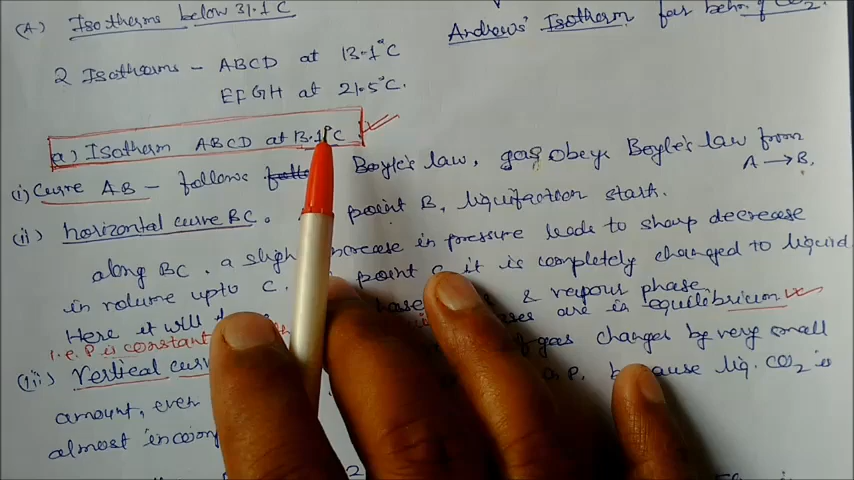 (A) Isotherms below 31.1°C
Andrews' Isotherm for behr of CO2.
2 Isotherms - ABCD at 13.1°C
EFGH at 21.5°C.
a) Isotherm ABCD at 13.1°C
(i) Curve AB - follows Boyle's law, gas obeys Boyle's law from A → B,
(ii) horizontal curve BC. point B, liquifaction start.
along BC. a sligh increase in pressure leads to sharp decrease
in volume upto C. point C it is completely changed to liquid
Here it will & vapour phase
i.e P is constant ses are in equilibrium
(iii) Vertical curv of gas changes by very small
amount, even P. because liq. CO2 is
almost incom